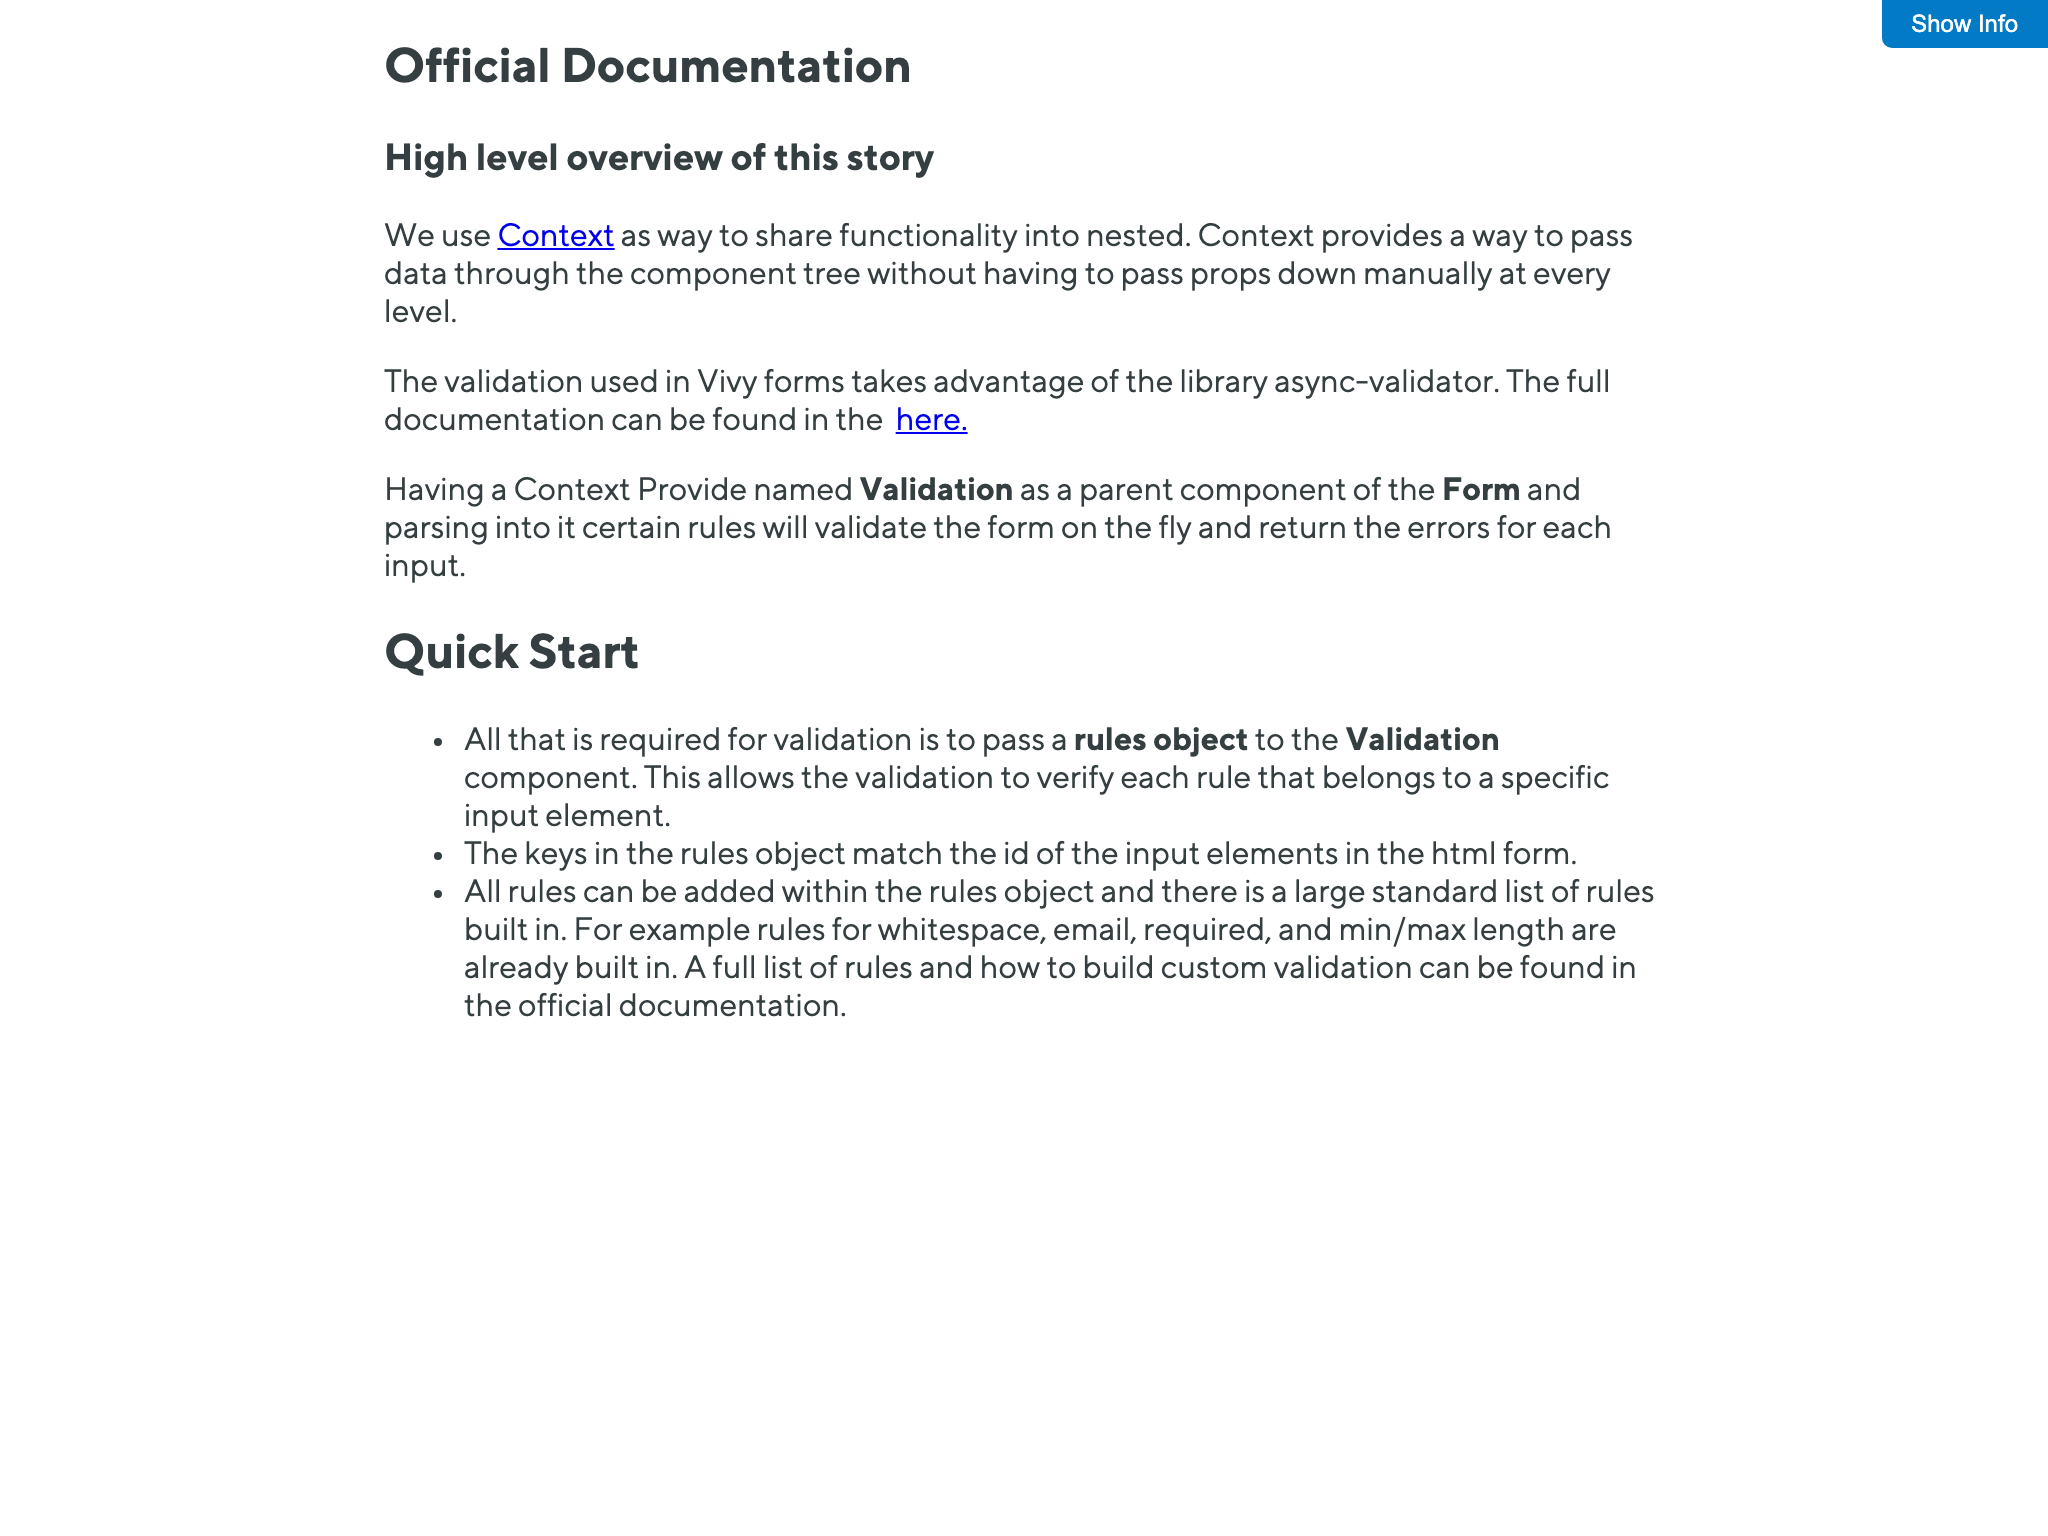 Show Info
Official Documentation
High level overview of this story
We use Context as way to share functionality into nested. Context provides a way to pass
data through the component tree without having to pass props down manually at every
level.
The validation used in Vivy forms takes advantage of the library async-validator. The full
documentation can be found in the here.
Having a Context Provide named Validation as a parent component of the Form and
parsing into it certain rules will validate the form on the fly and return the errors for each
input.
Quick Start
• All that is required for validation is to pass a rules object to the Validation
component. This allows the validation to verify each rule that belongs to a specific
input element.
• The keys in the rules object match the id of the input elements in the html form.
• All rules can be added within the rules object and there is a large standard list of rules
built in. For example rules for whitespace, email, required, and min/max length are
already built in. A full list of rules and how to build custom validation can be found in
the official documentation.